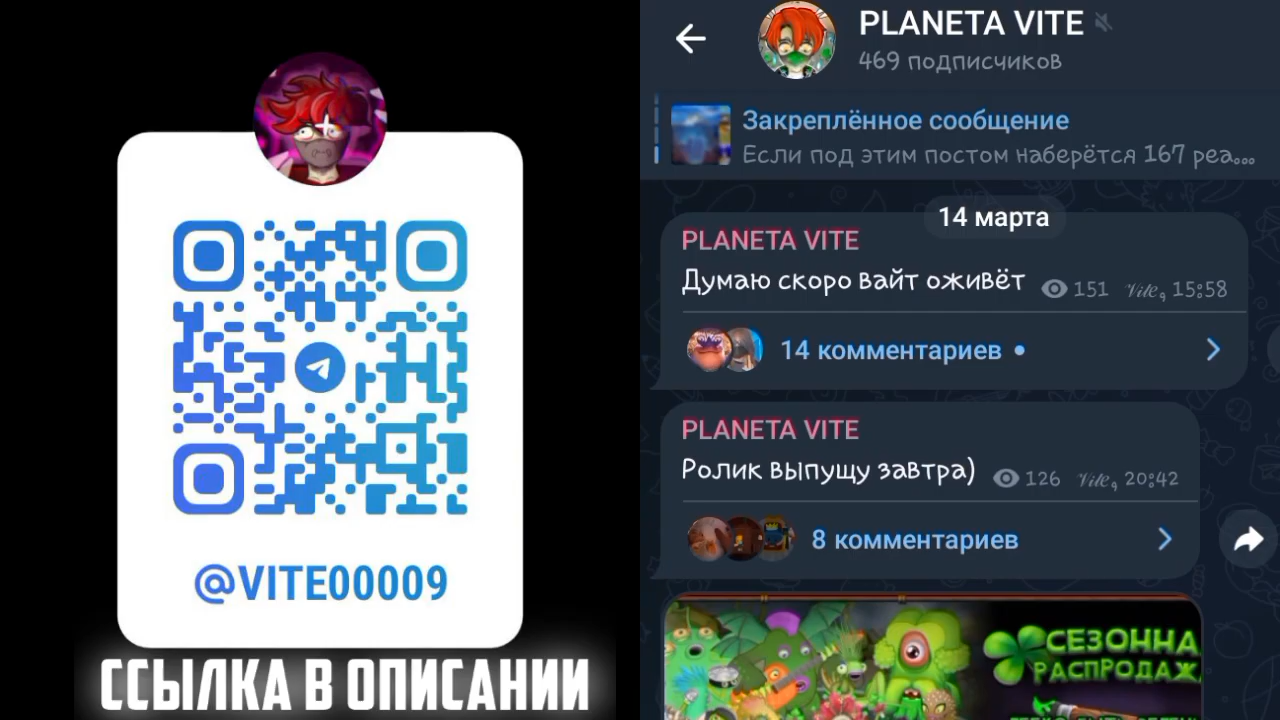 @VITE00009
ССЫЛКА В ОПИСАНИИ
PLANETA VITE
469 подписчиков
Закреплённое сообщение
Если под этим постом наберётся 167 реа...
14 марта
PLANETA VITE
Думаю скоро вайт оживёт 151 Vite, 15:58
14 комментариев
PLANETA VITE
Ролик выпущу завтра) 126 Vite, 20:42
8 комментариев
СЕЗОННА
РАСПРОДАЖ